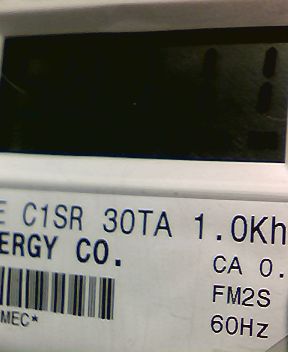 E C1SR 30TA 1.0Kh
ERGY CO.
CA 0.
FM2S
MEC*
60Hz